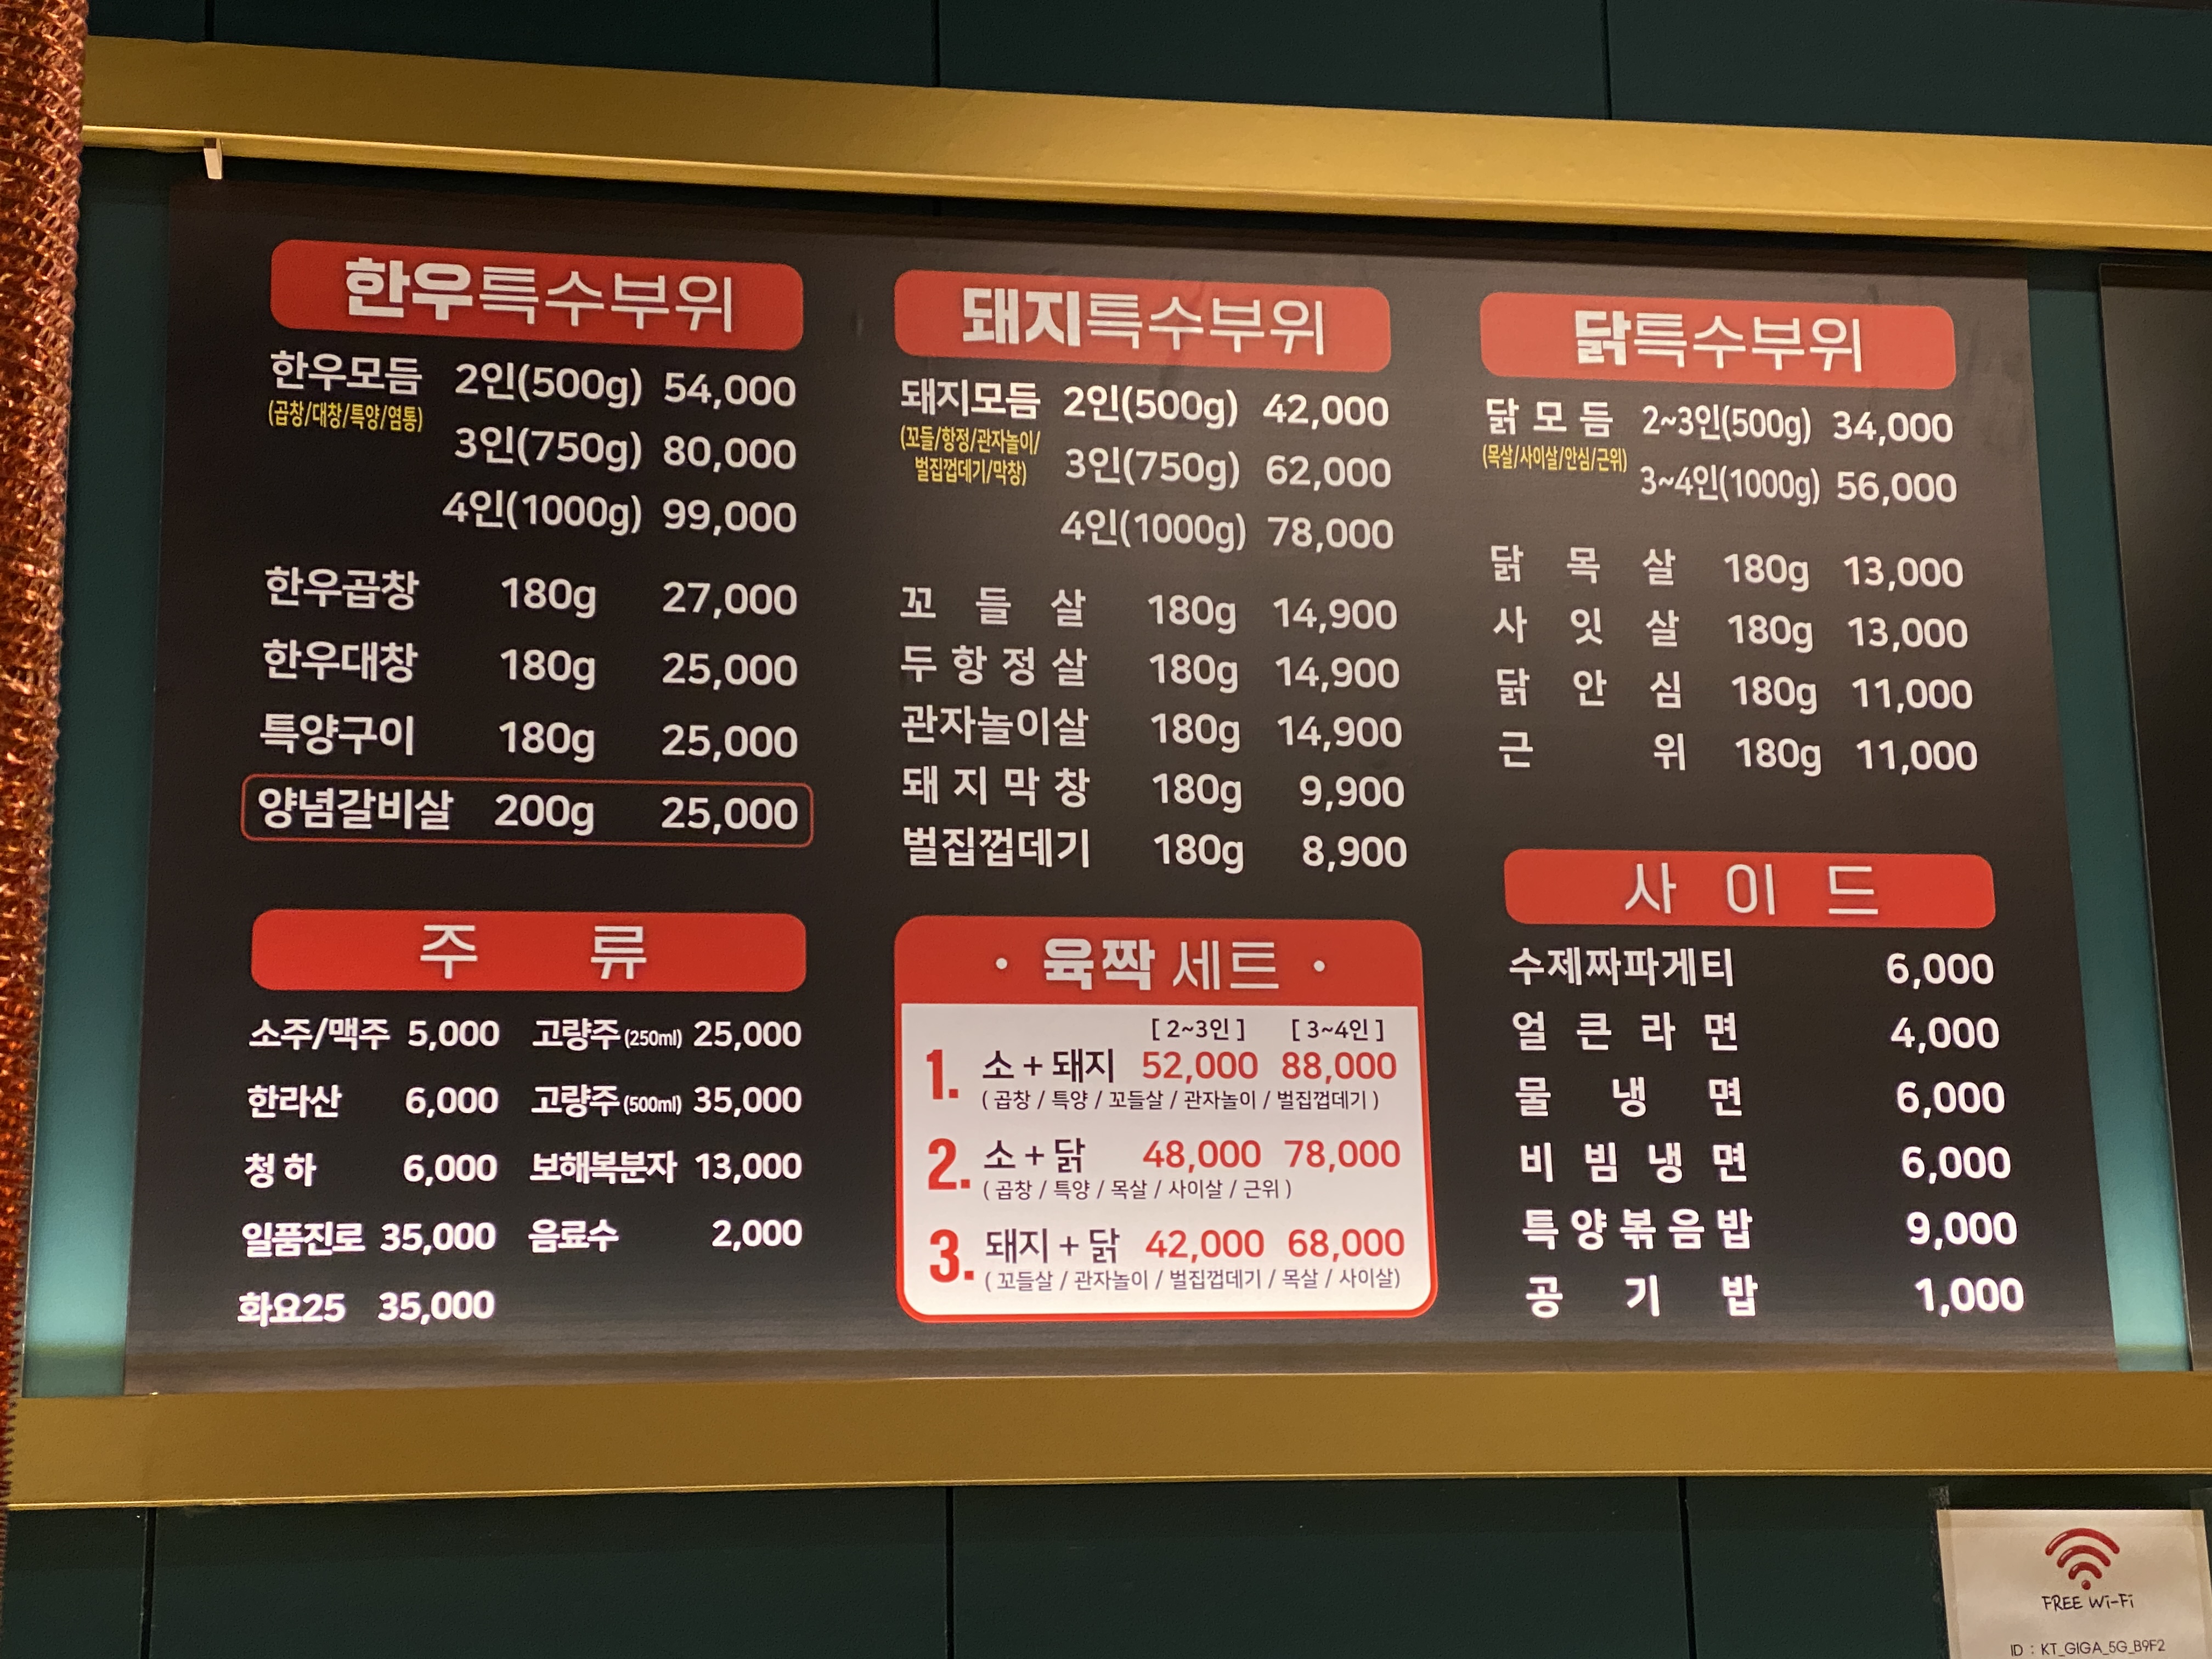 한우특수부위
한우모듬 2인(500g) 54,000
(곱창/대창/특양/염통)
3인(750g) 80,000
4인(1000g) 99,000
한우곱창 180g 27,000
한우대창 180g 25,000
특양구이 180g 25,000
양념갈비살 200g 25,000
주 류
소주/맥주 5,000 고량주(250ml) 25,000
한라산 6,000 고량주(500ml) 35,000
청하 6,000 보해복분자 13,000
일품진로 35,000 음료수 2,000
화요25 35,000
돼지특수부위
돼지모듬 2인(500g) 42,000
(꼬들/항정/관자놀이/
벌집껍데기/막창)
3인(750g) 62,000
4인(1000g) 78,000
꼬 들 살 180g 14,900
두 항 정 살 180g 14,900
관자놀이살 180g 14,900
돼 지 막 창 180g 9,900
벌집껍데기 180g 8,900
· 육짝 세트 ·
[ 2~3인 ] [ 3~4인 ]
1. 소 + 돼지 52,000 88,000
( 곱창 / 특양 / 꼬들살 / 관자놀이 / 벌집껍데기 )
2. 소 + 닭 48,000 78,000
( 곱창 / 특양 / 목살 / 사이살 / 근위 )
3. 돼지 + 닭 42,000 68,000
( 꼬들살 / 관자놀이 / 벌집껍데기 / 목살 / 사이살)
닭특수부위
닭 모 듬 2~3인(500g) 34,000
(목살/사이살/안심/근위)
3~4인(1000g) 56,000
닭 목 살 180g 13,000
사 잇 살 180g 13,000
닭 안 심 180g 11,000
근 위 180g 11,000
사 이 드
수제짜파게티 6,000
얼 큰 라 면 4,000
물 냉 면 6,000
비 빔 냉 면 6,000
특 양 볶 음 밥 9,000
공 기 밥 1,000
FREE Wi-Fi
ID : KT_GIGA_5G_B9F2